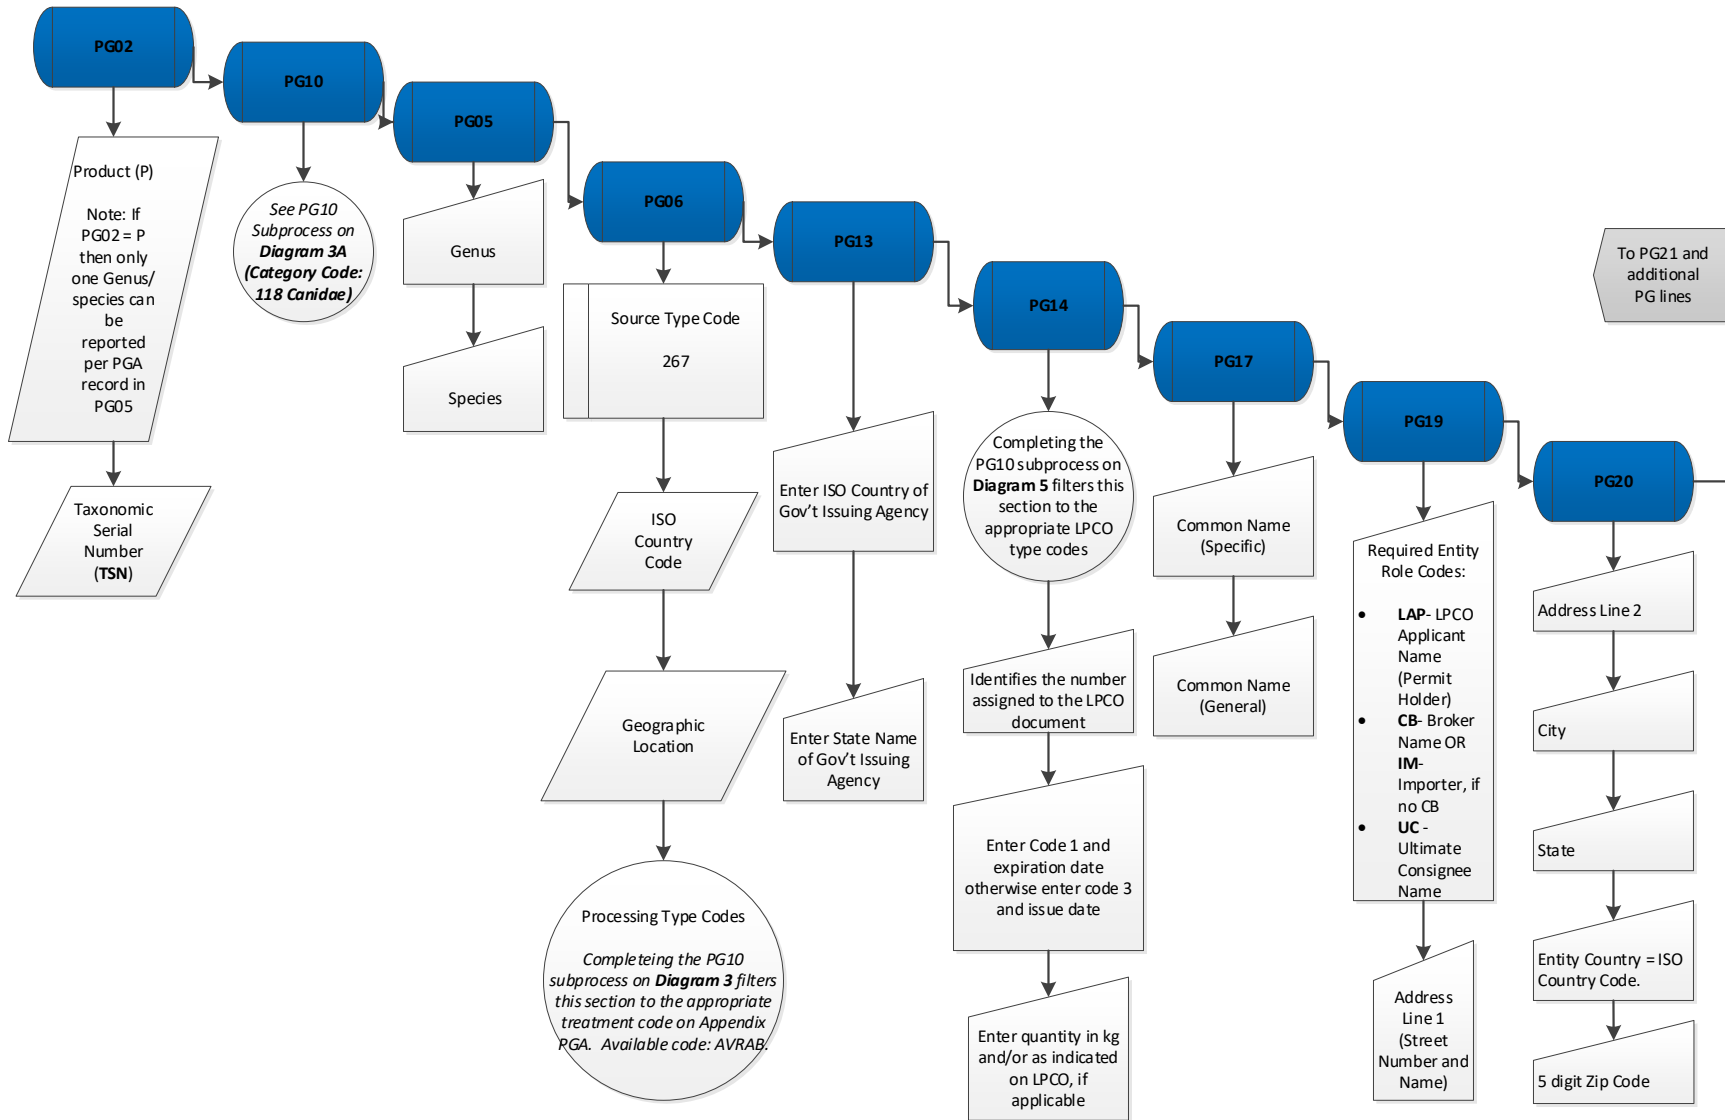 PG02
Product (P)
Note: If
PG02 = P
then only
one Genus/
species can
be
reported
per PGA
record in
PG05
Taxonomic
Serial
Number
(TSN)
PG10
See PG10
Subprocess on
Diagram 3A
(Category Code:
118 Canidae)
PG05
Genus
Species
PG06
Source Type Code
267
ISO
Country
Code
Geographic
Location
Processing Type Codes
Completeing the PG10
subprocess on Diagram 3 filters
this section to the appropriate
treatment code on Appendix
PGA. Available code: AVRAB.
PG13
Enter ISO Country of
Gov't Issuing Agency
Enter State Name
of Gov't Issuing
Agency
PG14
Completing the
PG10 subprocess on
Diagram 5 filters this
section to the
appropriate LPCO
type codes
Identifies the number
assigned to the LPCO
document
Enter Code 1 and
expiration date
otherwise enter code 3
and issue date
Enter quantity in kg
and/or as indicated
on LPCO, if
applicable
PG17
Common Name
(Specific)
Common Name
(General)
PG19
Required Entity
Role Codes:
• LAP- LPCO
Applicant
Name
(Permit
Holder)
• CB- Broker
Name OR
IM-
Importer, if
no CB
• UC -
Ultimate
Consignee
Name
Address
Line 1
(Street
Number and
Name)
PG20
Address Line 2
City
State
Entity Country = ISO
Country Code.
5 digit Zip Code
To PG21 and
additional
PG lines